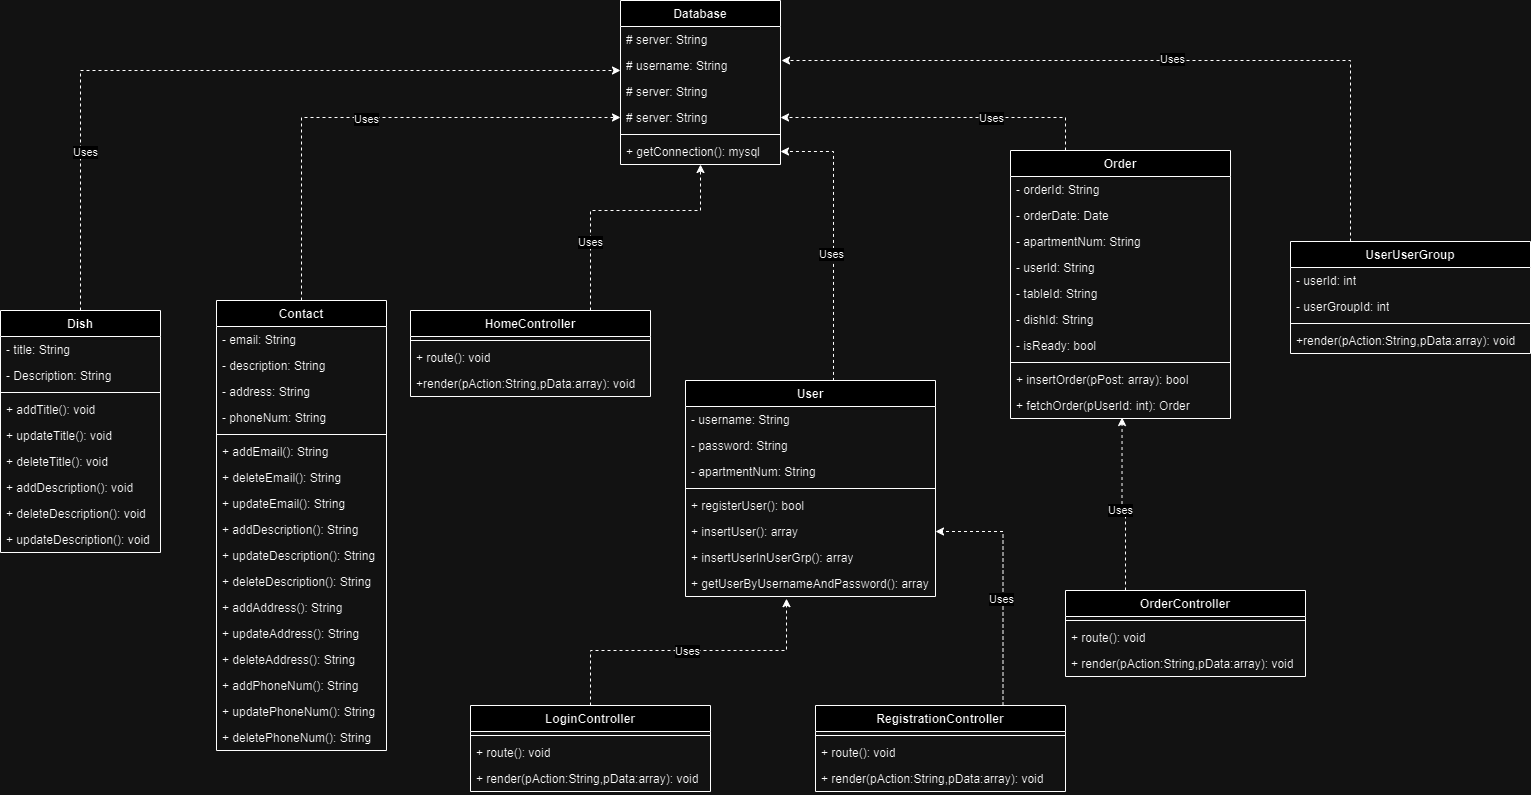 Database
# server: String
# username: String
# server: String
# server: String
+ getConnection(): mysql
Uses
Uses
Uses
Uses
Uses
Uses
Order
- orderId: String
- orderDate: Date
- apartmentNum: String
- userId: String
- tableId: String
- dishId: String
- isReady: bool
+ insertOrder(pPost: array): bool
+ fetchOrder(pUserId: int): Order
UserUserGroup
- userId: int
- userGroupId: int
+render(pAction:String,pData:array): void
Dish
- title: String
- Description: String
+ addTitle(): void
+ updateTitle(): void
+ deleteTitle(): void
+ addDescription(): void
+ deleteDescription(): void
+ updateDescription(): void
Contact
- email: String
- description: String
- address: String
- phoneNum: String
+ addEmail(): String
+ deleteEmail(): String
+ updateEmail(): String
+ addDescription(): String
+ updateDescription(): String
+ deleteDescription(): String
+ addAddress(): String
+ updateAddress(): String
+ deleteAddress(): String
+ addPhoneNum(): String
+ updatePhoneNum(): String
+ deletePhoneNum(): String
HomeController
+ route(): void
+render(pAction:String,pData:array): void
User
- username: String
- password: String
- apartmentNum: String
+ registerUser(): bool
+ insertUser(): array
+ insertUserInUserGrp(): array
+ getUserByUsernameAndPassword(): array
Uses
Uses
Uses
OrderController
+ route(): void
+ render(pAction:String,pData:array): void
LoginController
+ route(): void
+ render(pAction:String,pData:array): void
RegistrationController
+ route(): void
+ render(pAction:String,pData:array): void